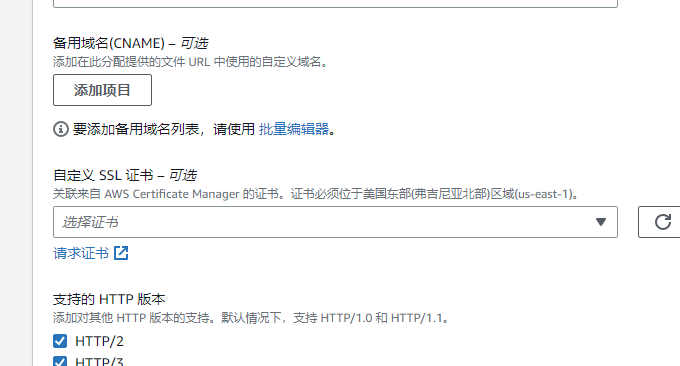 备用域名(CNAME) – 可选
添加在此分配提供的文件 URL 中使用的自定义域名。
添加项目
要添加备用域名列表，请使用 批量编辑器。
自定义 SSL 证书 – 可选
关联来自 AWS Certificate Manager 的证书。证书必须位于美国东部(弗吉尼亚北部)区域(us-east-1)。
选择证书
请求证书
支持的 HTTP 版本
添加对其他 HTTP 版本的支持。默认情况下，支持 HTTP/1.0 和 HTTP/1.1。
HTTP/2
HTTP/3